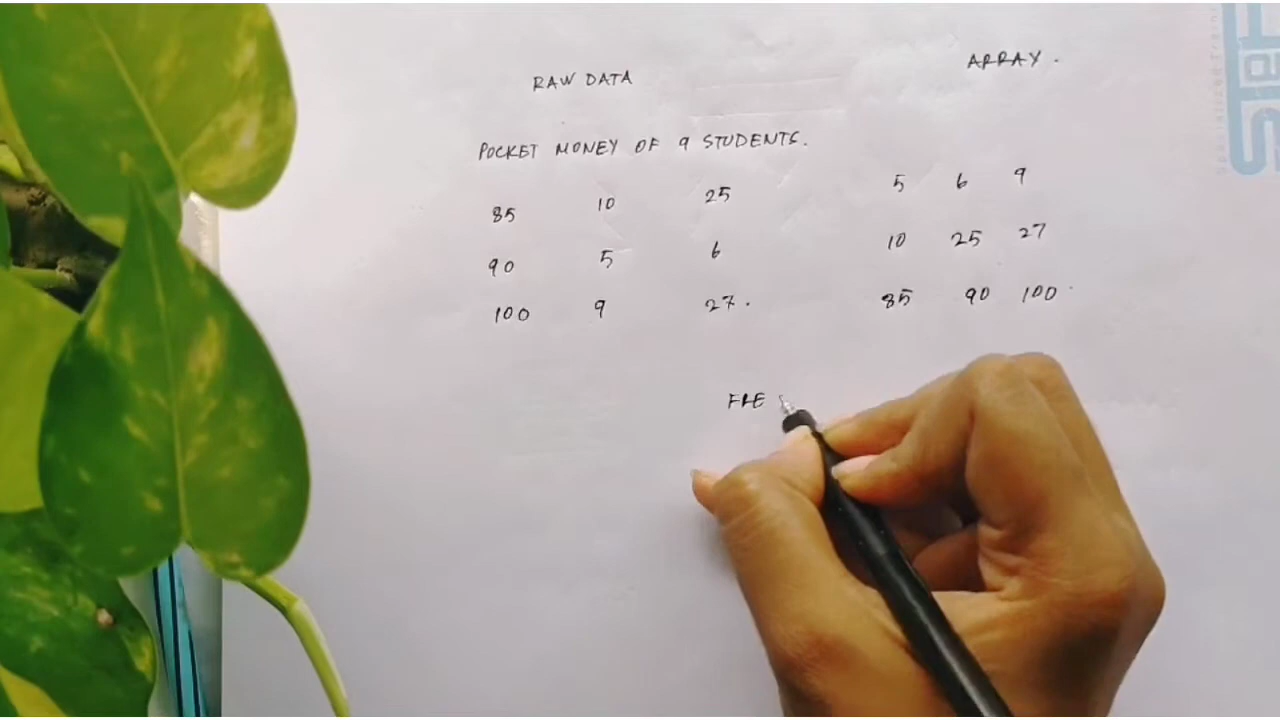 RAW DATA
ARRAY.
POCKET MONEY OF 9 STUDENTS.
85 10 25
90 5 6
100 9 27.
5 6 9
10 25 27
85 90 100